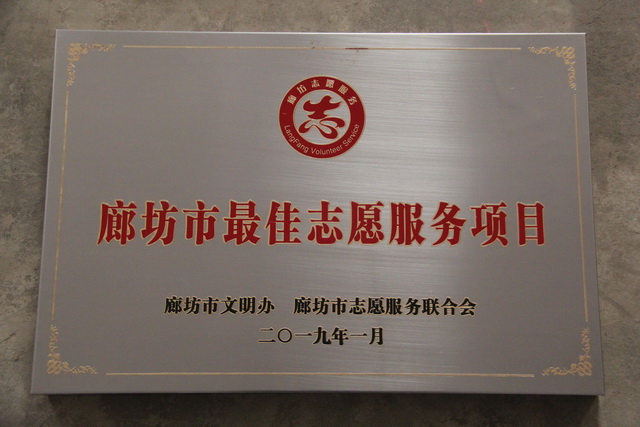 廊坊志愿服务
志
LangFang Volunteer Service
廊坊市最佳志愿服务项目
廊坊市文明办 廊坊市志愿服务联合会
二〇一九年一月